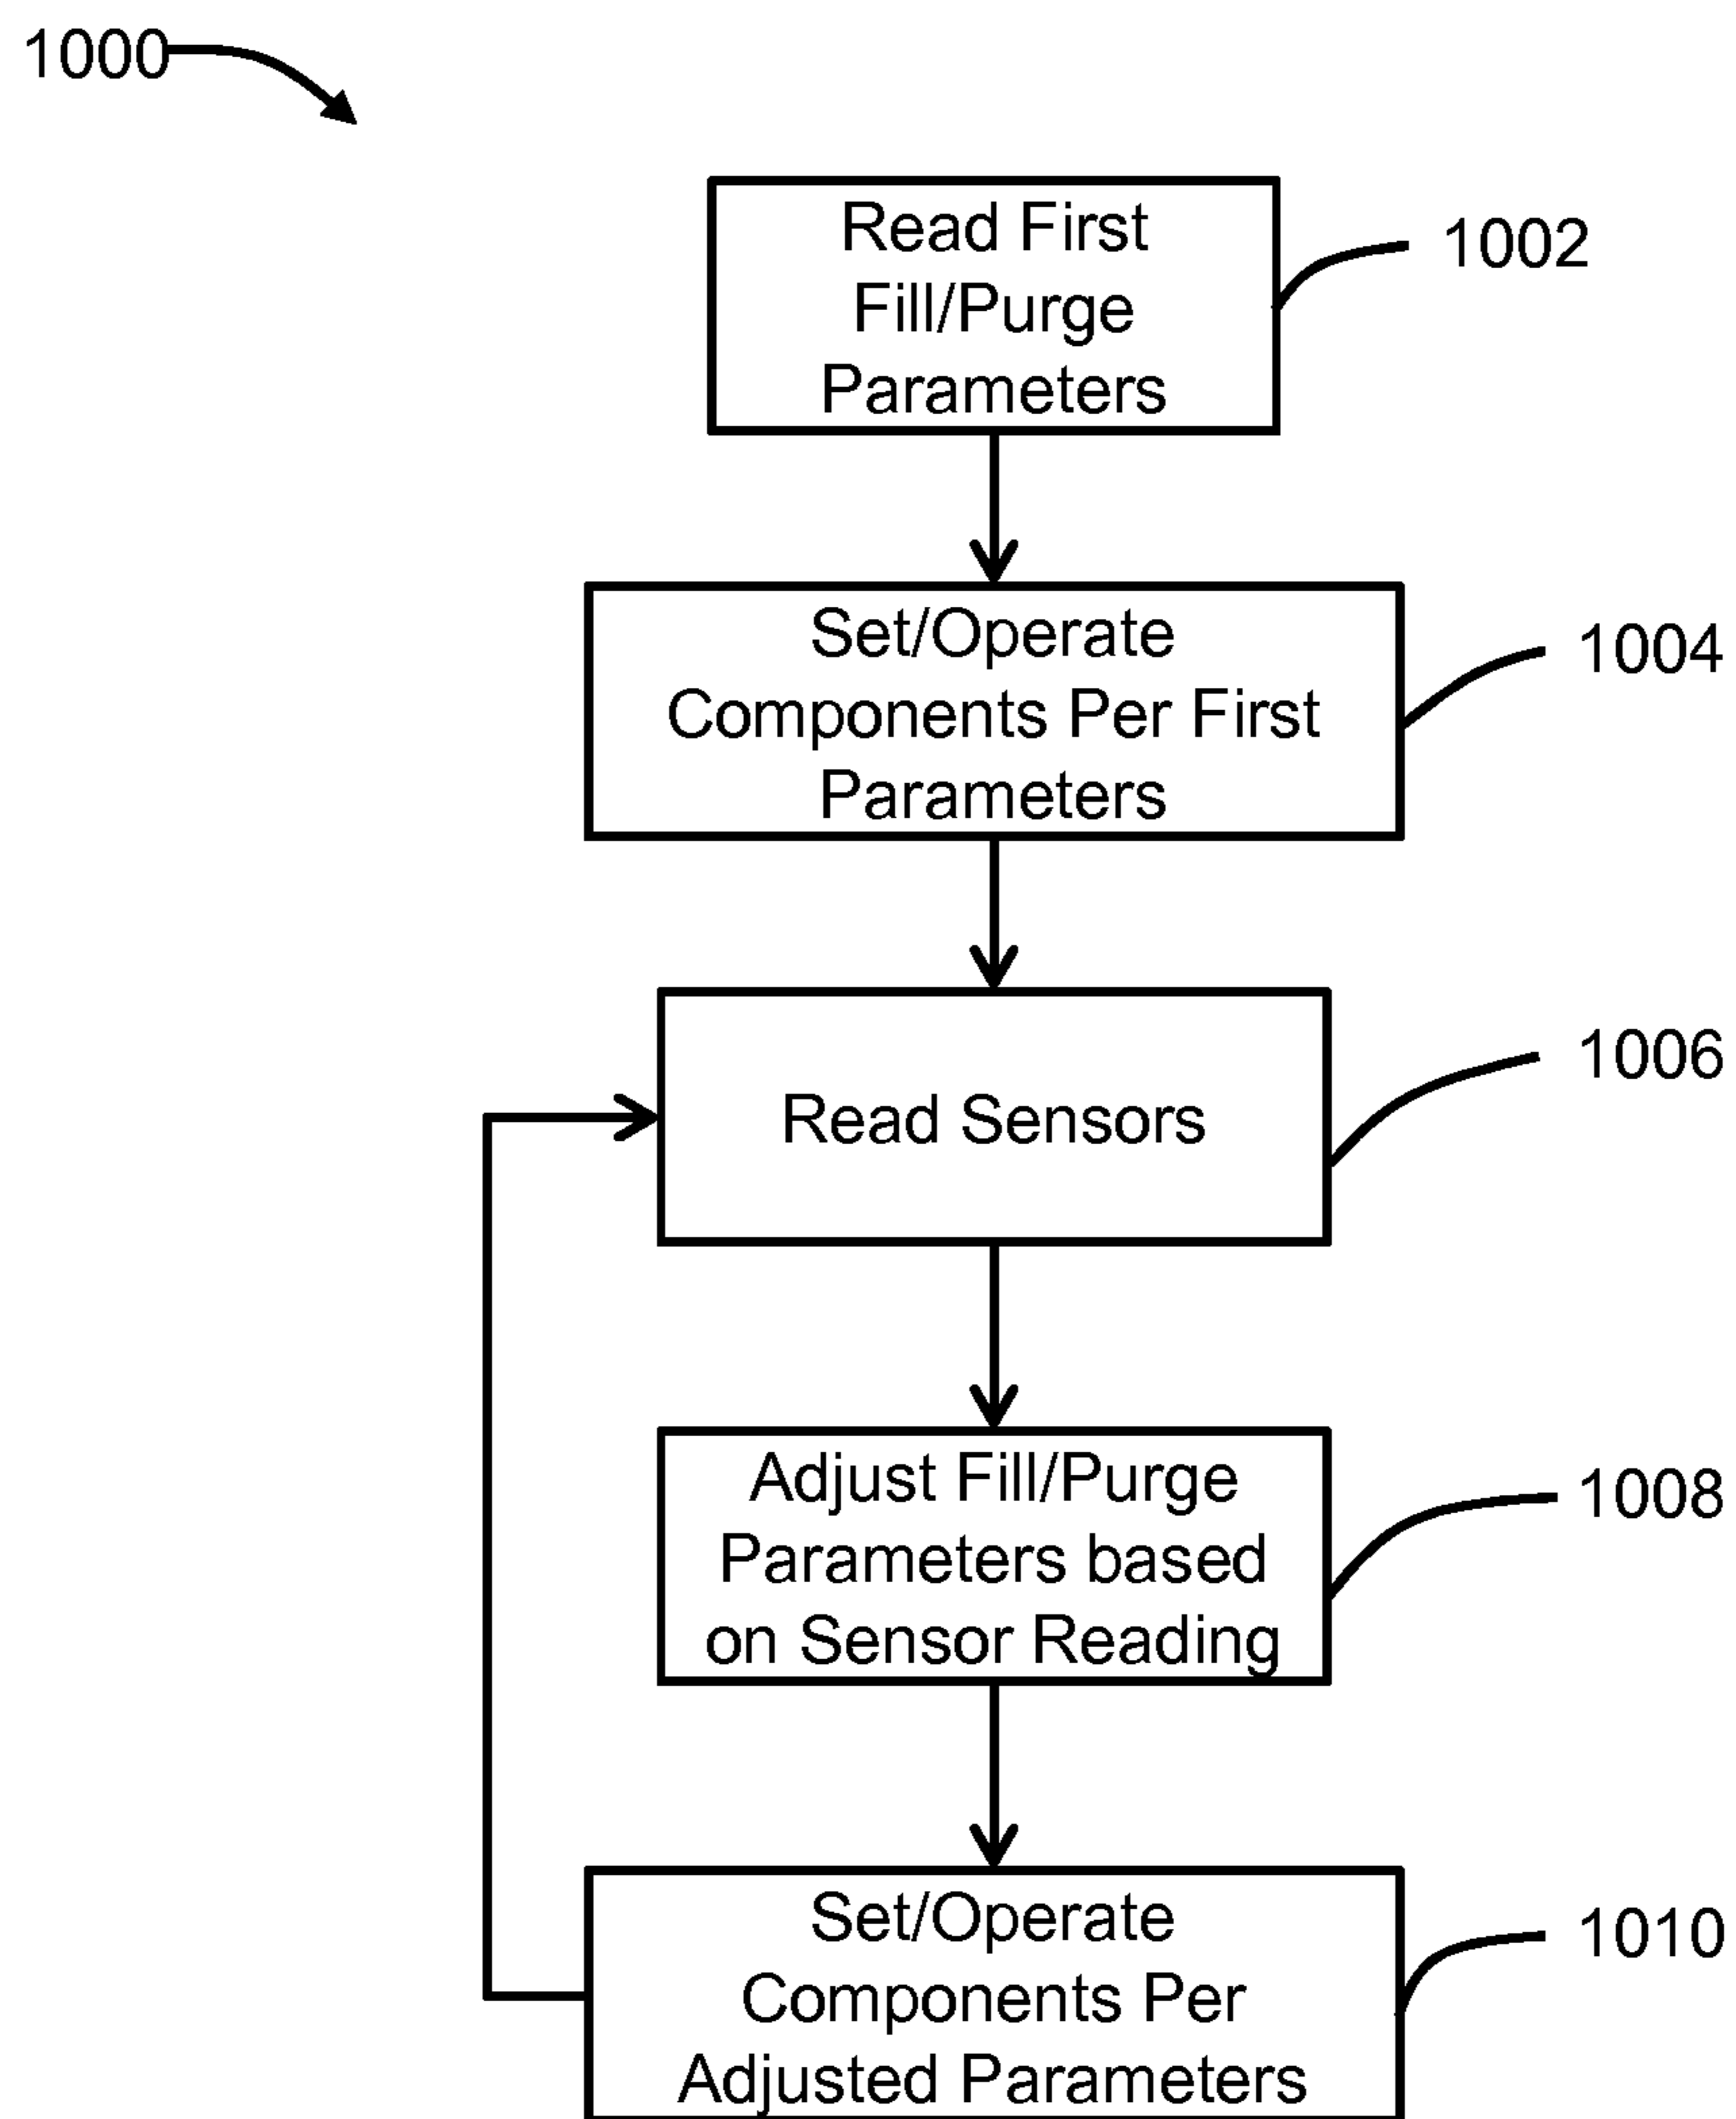 1000
Read First
Fill/Purge
Parameters
1002
Set/Operate
Components Per First
Parameters
1004
Read Sensors
1006
Adjust Fill/Purge
Parameters based
on Sensor Reading
1008
Set/Operate
Components Per
Adjusted Parameters
1010